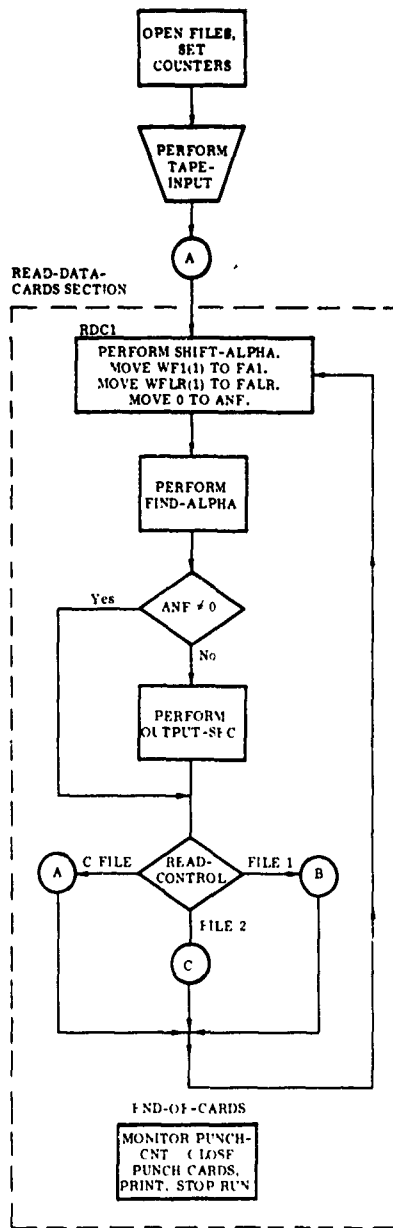 OPEN FILES,
SET
COUNTERS
PERFORM
TAPE-
INPUT
A
READ-DATA-
CARDS SECTION
RDC1
PERFORM SHIFT-ALPHA.
MOVE WF1(1) TO FA1.
MOVE WFLR(1) TO FALR.
MOVE 0 TO ANF.
PERFORM
FIND-ALPHA
Yes
ANF ≠ 0
No
PERFORM
OUTPUT-SEC
A
C FILE
READ-
CONTROL
FILE 1
B
FILE 2
C
END-OF-CARDS
MONITOR PUNCH-
CNT CLOSE
PUNCH CARDS,
PRINT, STOP RUN